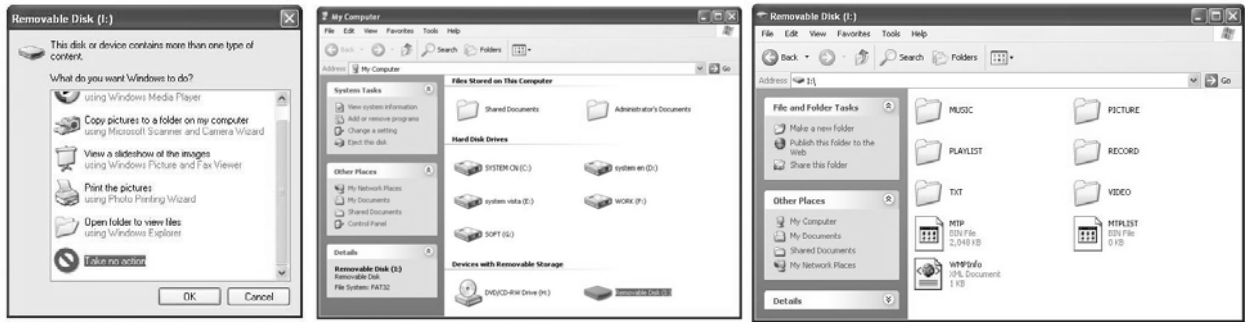 Removable Disk (I:)
This disk or device contains more than one type of
content.
What do you want Windows to do?
using Windows Media Player
Copy pictures to a folder on my computer
using Microsoft Scanner and Camera Wizard
View a slideshow of the images
using Windows Picture and Fax Viewer
Print the pictures
using Photo Printing Wizard
Open folder to view files
using Windows Explorer
Take no action
OK
Cancel
My Computer
File Edit View Favorites Tools Help
Back
Search
Folders
Address
My Computer
Go
System Tasks
View system information
Add or remove programs
Change a setting
Eject this disk
Other Places
My Network Places
My Documents
Shared Documents
Control Panel
Details
Removable Disk (I:)
Removable Disk
File System: FAT32
Files Stored on This Computer
Shared Documents
Administrator's Documents
Hard Disk Drives
SYSTEM CN (C:)
system en (D:)
system vista (E:)
WORK (F:)
SOFT (G:)
Devices with Removable Storage
DVD/CD-RW Drive (H:)
Removable Disk (I:)
Removable Disk (I:)
File Edit View Favorites Tools Help
Back
Search
Folders
Address
I:\
Go
File and Folder Tasks
Make a new folder
Publish this folder to the
Web
Share this folder
Other Places
My Computer
My Documents
Shared Documents
My Network Places
Details
MUSIC
PICTURE
PLAYLIST
RECORD
TXT
VIDEO
MTP
BIN File
2,048 KB
MTPLIST
BIN File
0 KB
WMPInfo
XML Document
1 KB